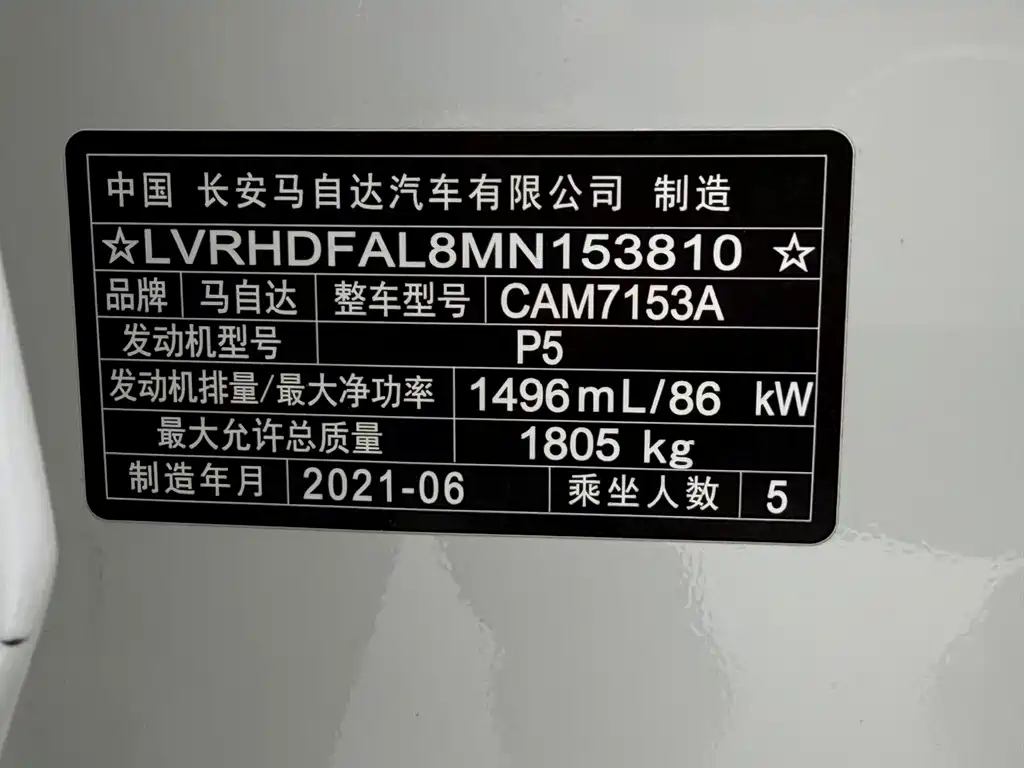 中国 长安马自达汽车有限公司 制造
☆LVRHDFAL8MN153810☆
品牌 马自达 整车型号 CAM7153A
发动机型号 P5
发动机排量/最大净功率 1496mL/86 kW
最大允许总质量 1805 kg
制造年月 2021-06 乘坐人数 5